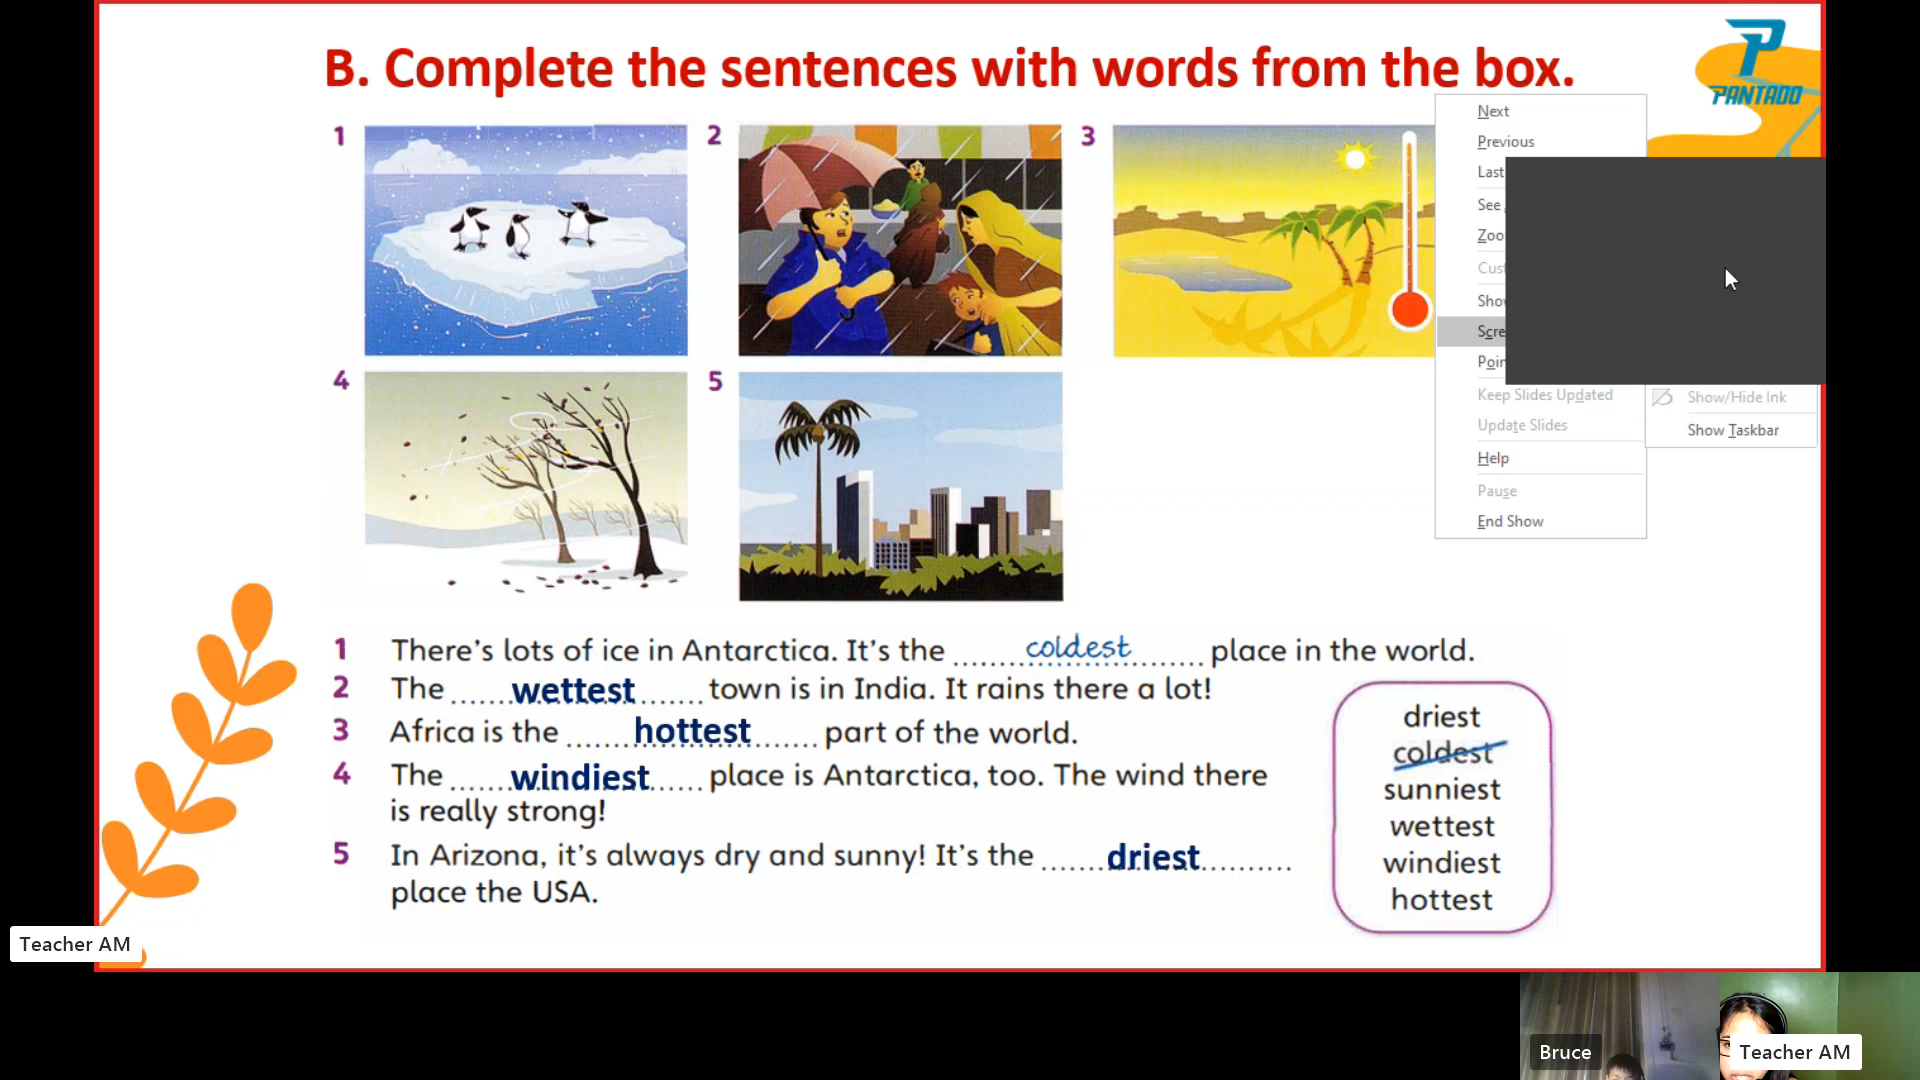 B. Complete the sentences with words from the box.
PANTADO
1
2
3
4
5
Next
Previous
Last
See
Zoo
Cus
Sho
Scre
Poin
Keep Slides Updated
Update Slides
Help
Pause
End Show
Show/Hide Ink
Show Taskbar
1 There's lots of ice in Antarctica. It's the coldest place in the world.
2 The wettest town is in India. It rains there a lot!
3 Africa is the hottest part of the world.
4 The windiest place is Antarctica, too. The wind there
is really strong!
5 In Arizona, it's always dry and sunny! It's the driest
place the USA.
driest
coldest
sunniest
wettest
windiest
hottest
Teacher AM
Bruce
Teacher AM